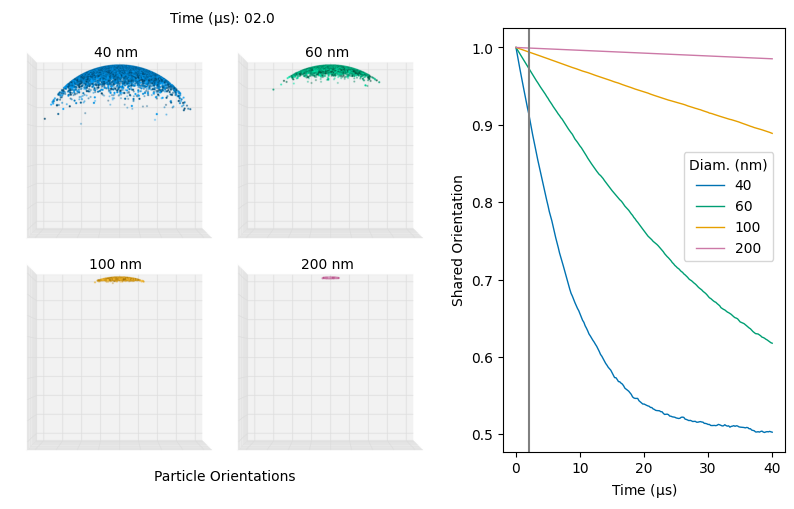 Time (µs): 02.0
40 nm
60 nm
100 nm
200 nm
Particle Orientations
Shared Orientation
1.0
0.9
0.8
0.7
0.6
0.5
Diam. (nm)
40
60
100
200
0
10
20
30
40
Time (µs)